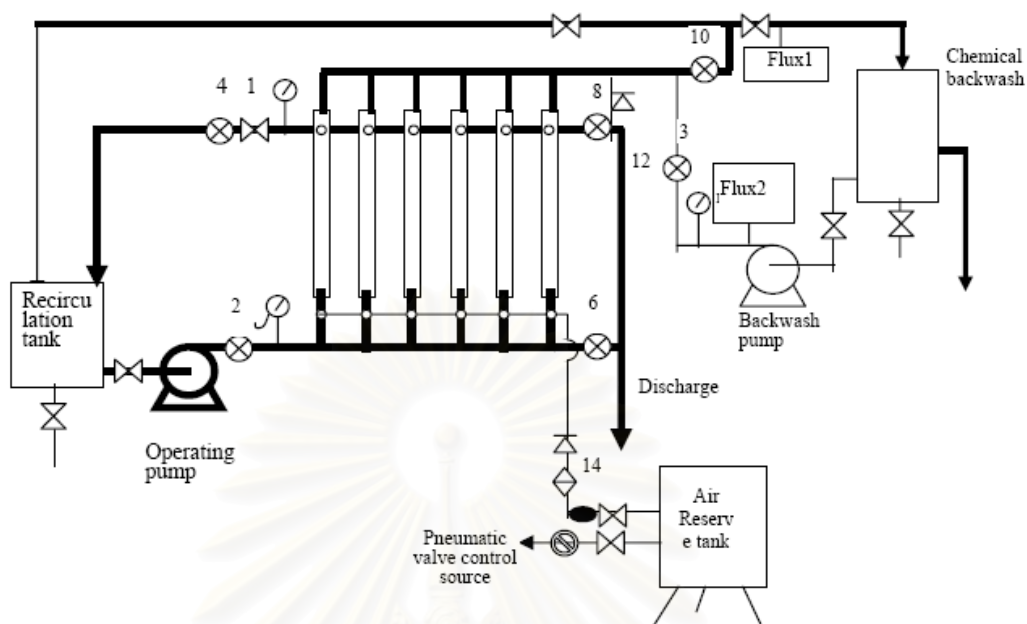 10
Flux1
Chemical
backwash
4 1
8
3
12
Flux2
2
6
Recircu
lation
tank
Backwash
pump
Discharge
Operating
pump
14
Air
Reserv
e tank
Pneumatic
valve control
source